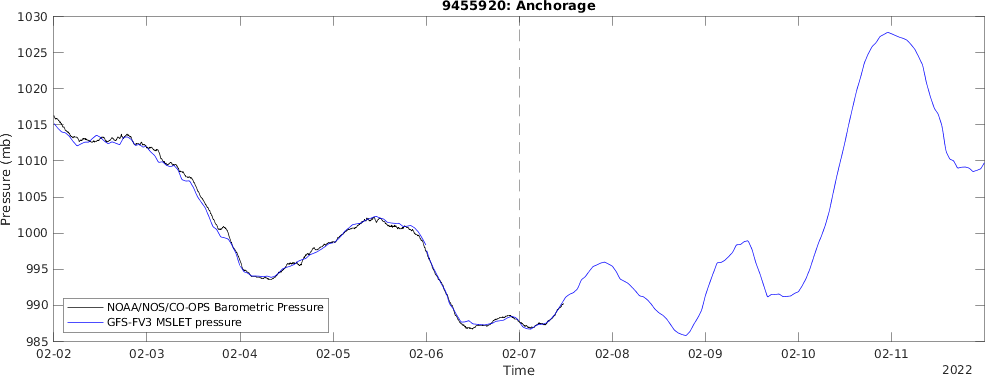 9455920: Anchorage
1030
1025
1020
1015
1010
1005
1000
995
990
985
Pressure (mb)
NOAA/NOS/CO-OPS Barometric Pressure
GFS-FV3 MSLET pressure
02-02 02-03 02-04 02-05 02-06 02-07 02-08 02-09 02-10 02-11
Time
2022